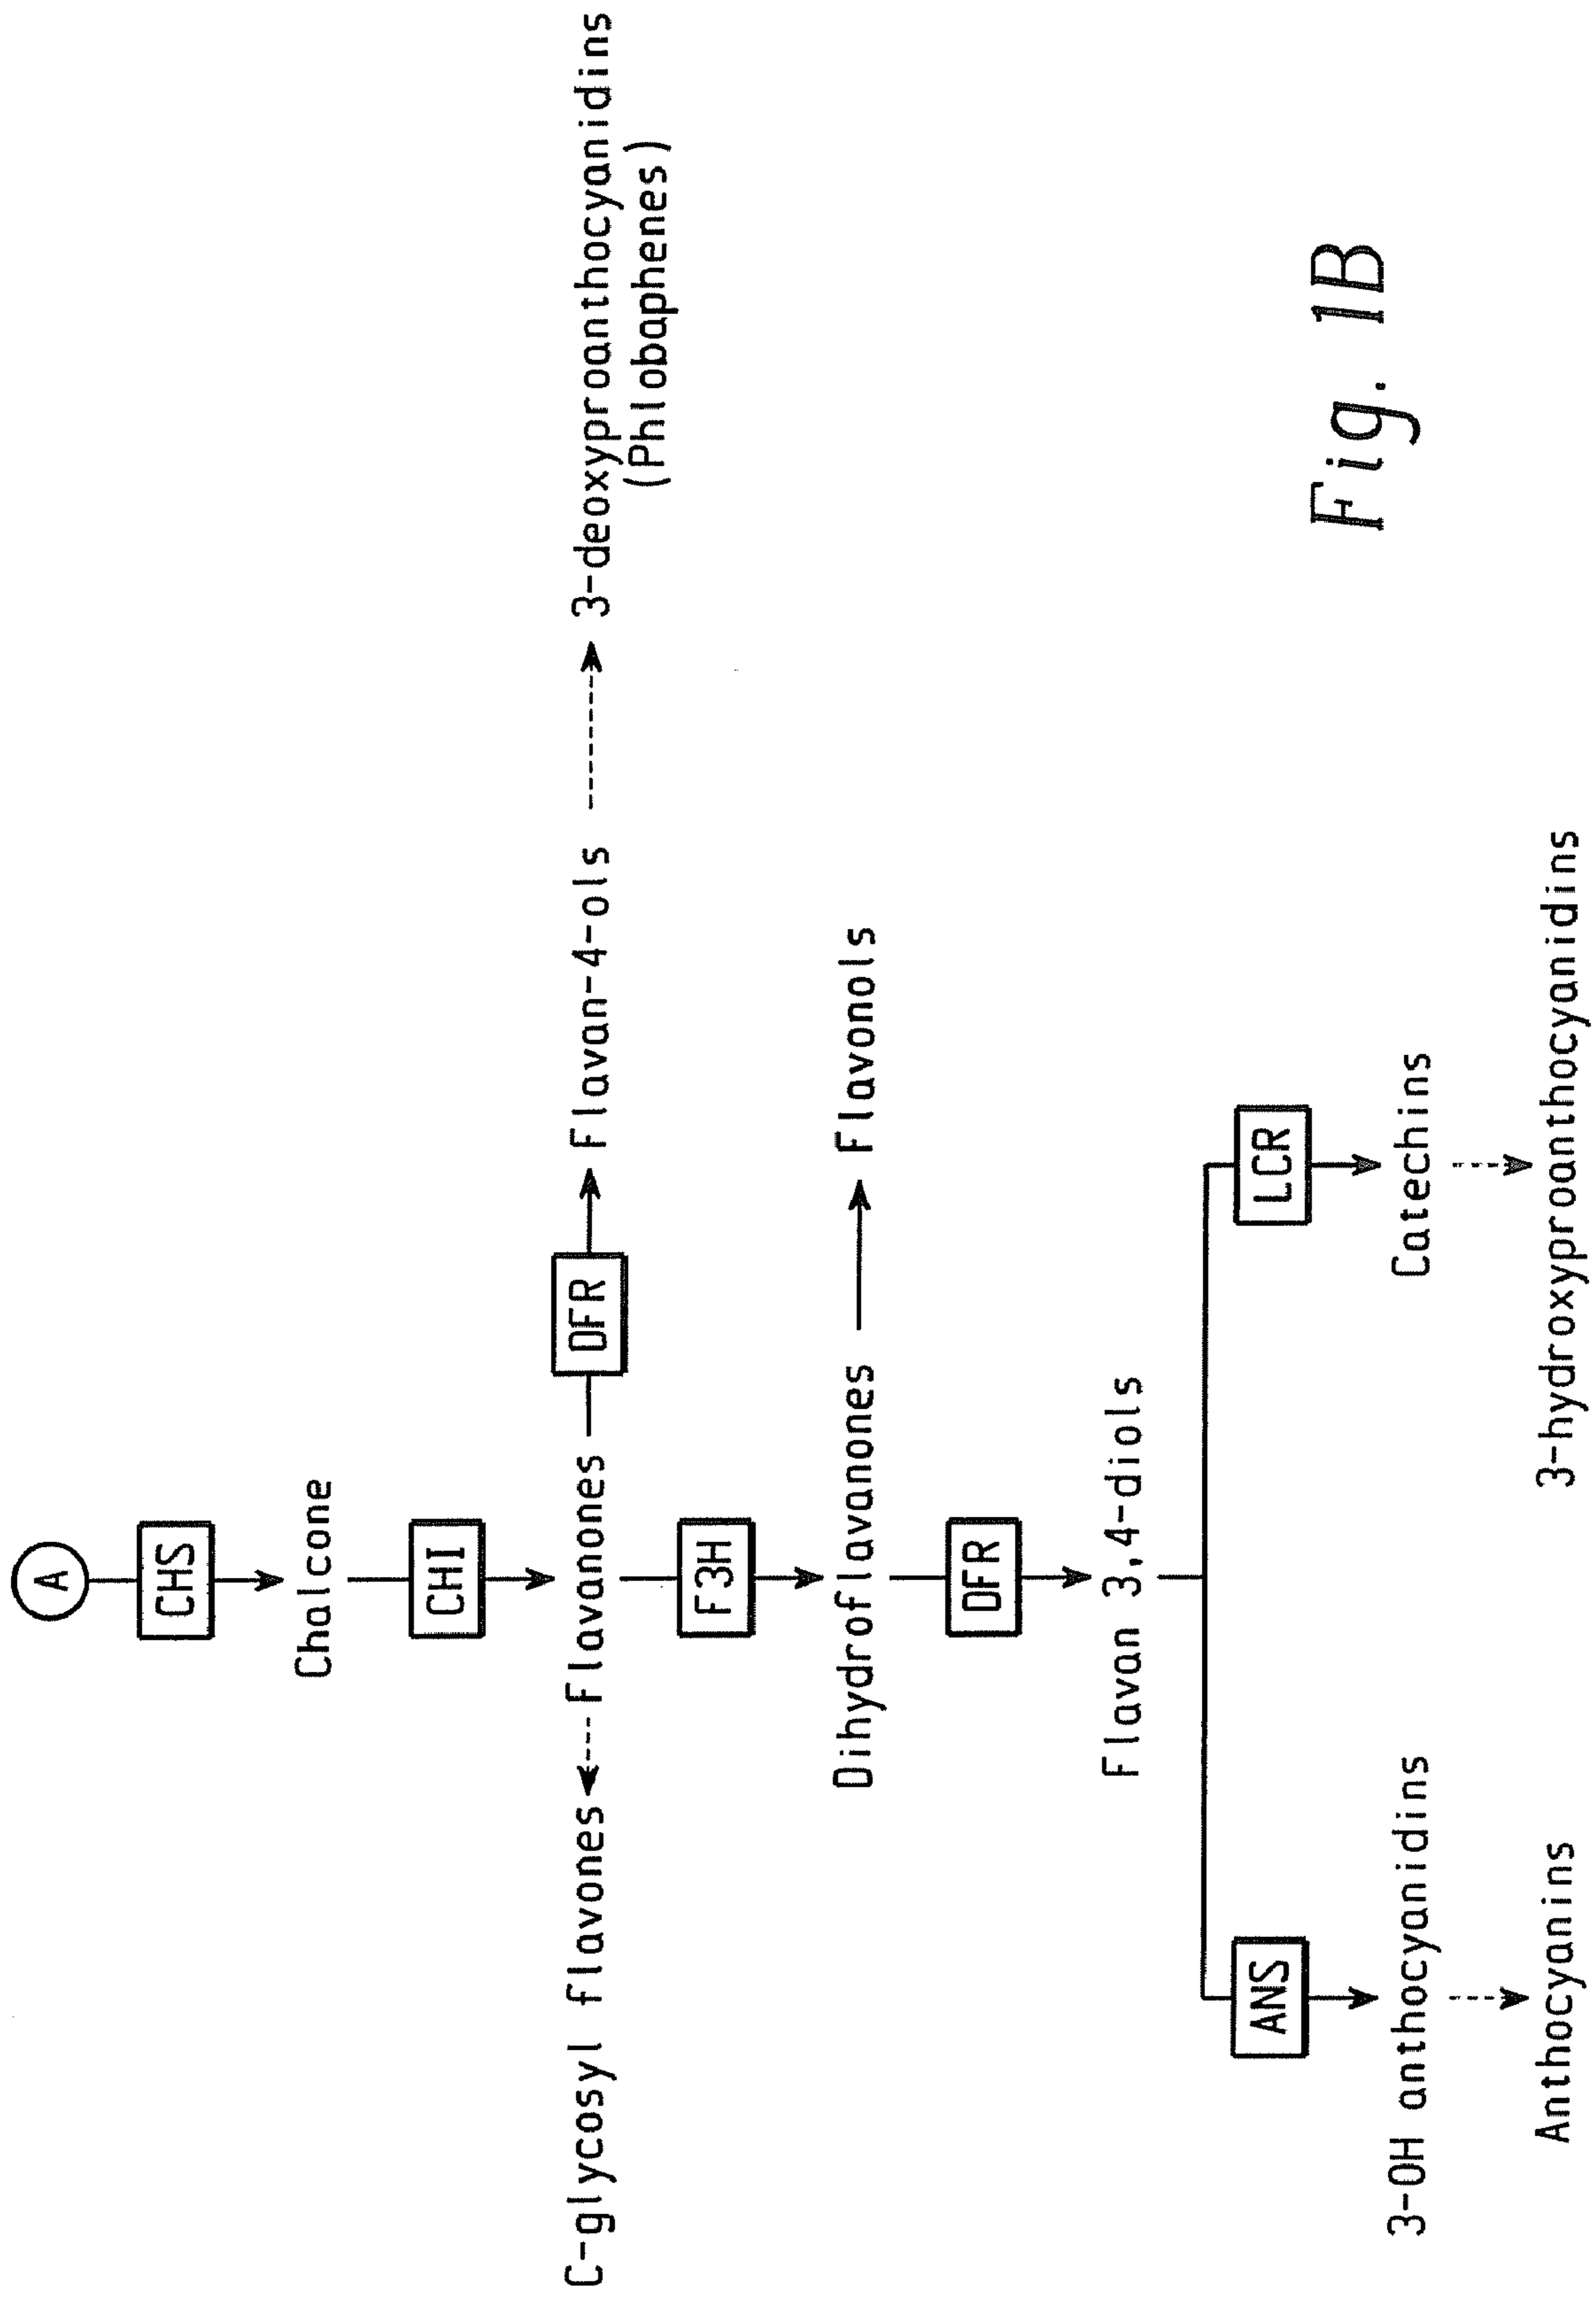 A
CHS
Chalcone
CHI
C-glycosyl flavones Flavanones DFR Flavan-4-ols 3-deoxyproanthocyanidins
(Phlobaphenes)
F3H
Dihydroflavanones Flavonols
DFR
Flavan 3,4-diols
ANS LCR
3-OH anthocyanidins Catechins
Anthocyanins 3-hydroxyproanthocyanidins
Fig. 1B